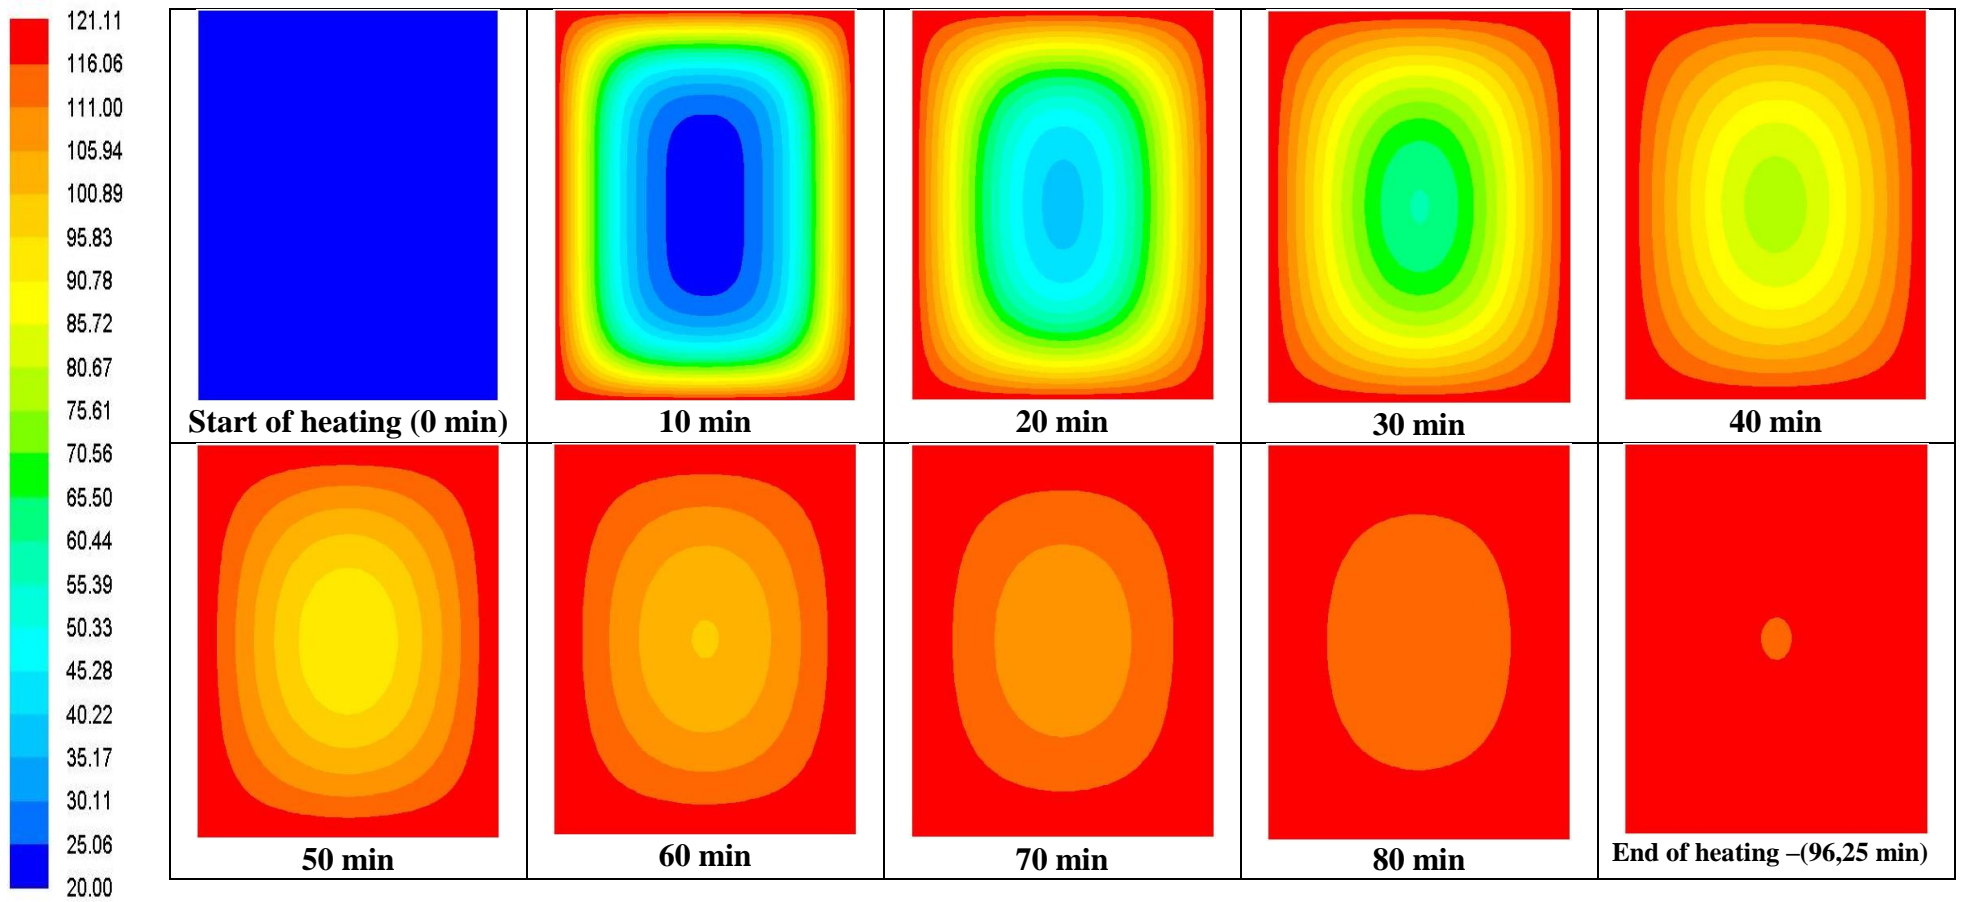 121.11
116.06
111.00
105.94
100.89
95.83
90.78
85.72
80.67
75.61
70.56
65.50
60.44
55.39
50.33
45.28
40.22
35.17
30.11
25.06
20.00
Start of heating (0 min)
10 min
20 min
30 min
40 min
50 min
60 min
70 min
80 min
End of heating –(96,25 min)